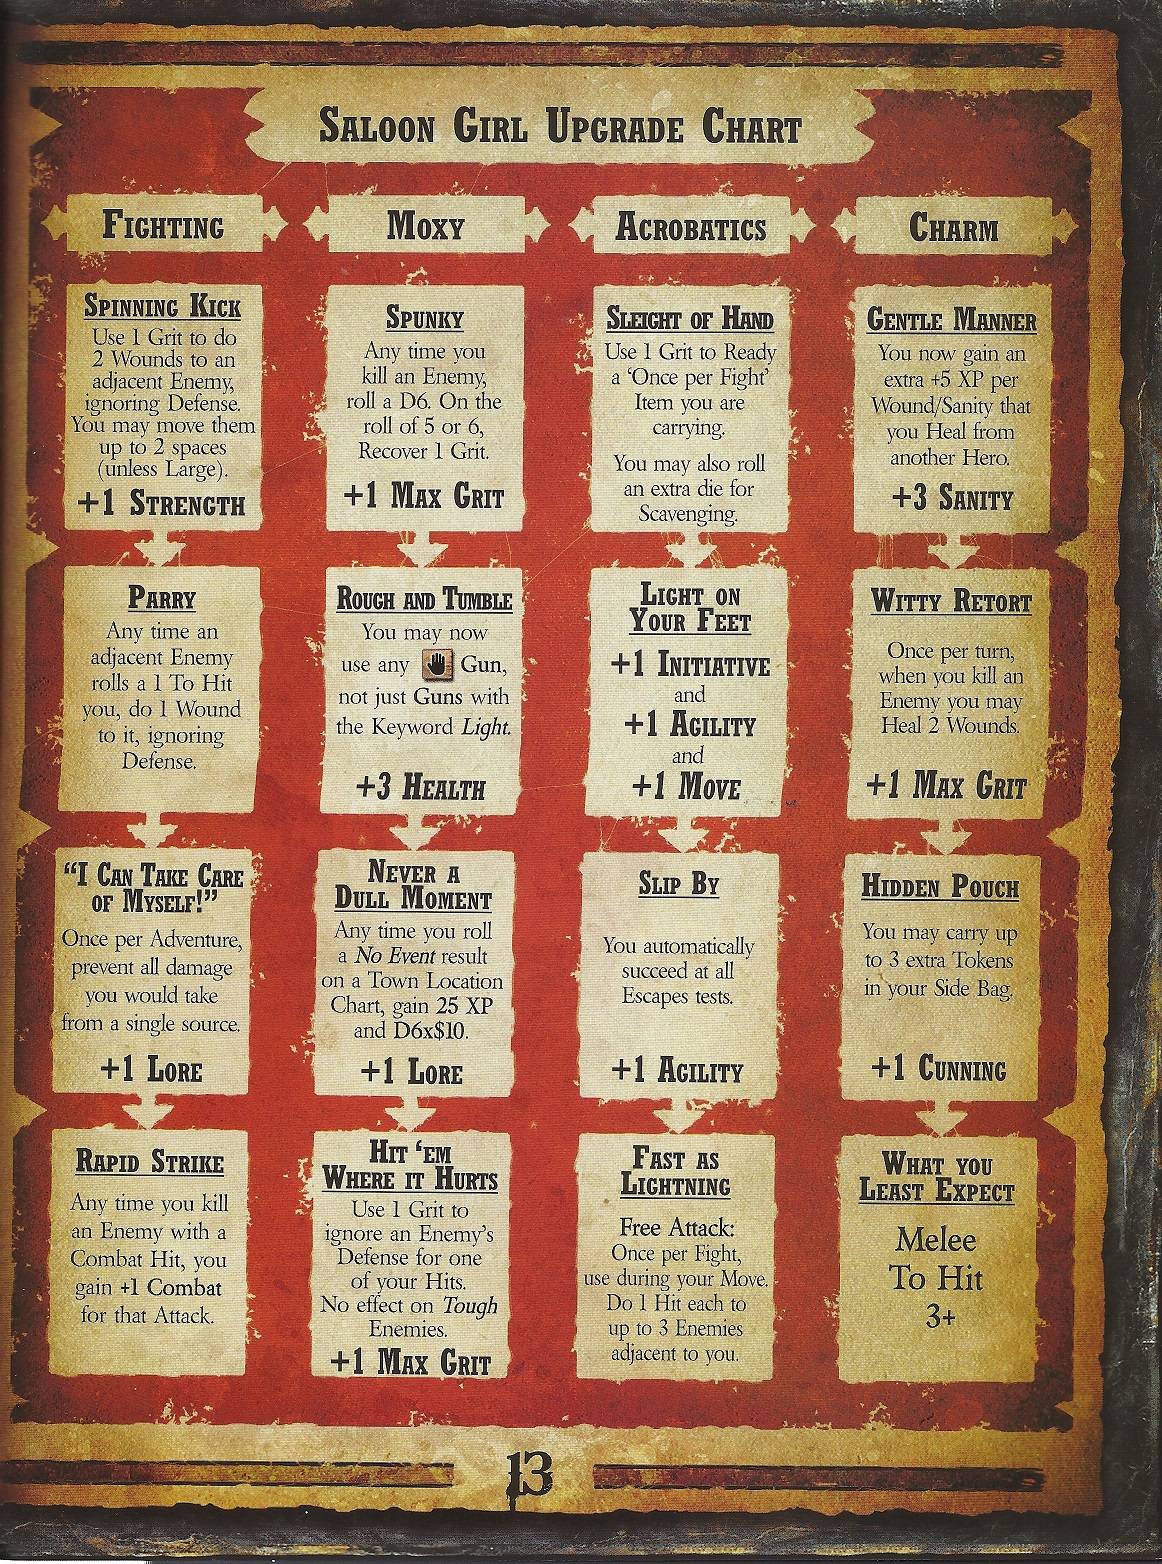 Saloon Girl Upgrade Chart
Fighting
Spinning Kick
Use 1 Grit to do
2 Wounds to an
adjacent Enemy,
ignoring Defense.
You may move them
up to 2 spaces
(unless Large).
+1 Strength
Parry
Any time an
adjacent Enemy
rolls a 1 To Hit
you, do 1 Wound
to it, ignoring
Defense.
“I Can Take Care
of Myself!”
Once per Adventure,
prevent all damage
you would take
from a single source.
+1 Lore
Rapid Strike
Any time you kill
an Enemy with a
Combat Hit, you
gain +1 Combat
for that Attack.
Moxy
Spunky
Any time you
kill an Enemy,
roll a D6. On the
roll of 5 or 6,
Recover 1 Grit.
+1 Max Grit
Rough and Tumble
You may now
use any Gun,
not just Guns with
the Keyword Light.
+3 Health
Never a
Dull Moment
Any time you roll
a No Event result
on a Town Location
Chart, gain 25 XP
and D6x$10.
+1 Lore
Hit ‘em
Where it Hurts
Use 1 Grit to
ignore an Enemy’s
Defense for one
of your Hits.
No effect on Tough
Enemies.
+1 Max Grit
Acrobatics
Sleight of Hand
Use 1 Grit to Ready
a ‘Once per Fight’
Item you are
carrying.
You may also roll
an extra die for
Scavenging.
Light on
Your Feet
+1 Initiative
and
+1 Agility
and
+1 Move
Slip By
You automatically
succeed at all
Escapes tests.
+1 Agility
Fast as
Lightning
Free Attack:
Once per Fight,
use during your Move.
Do 1 Hit each to
up to 3 Enemies
adjacent to you.
Charm
Gentle Manner
You now gain an
extra +5 XP per
Wound/Sanity that
you Heal from
another Hero.
+3 Sanity
Witty Retort
Once per turn,
when you kill an
Enemy you may
Heal 2 Wounds.
+1 Max Grit
Hidden Pouch
You may carry up
to 3 extra Tokens
in your Side Bag.
+1 Cunning
What you
Least Expect
Melee
To Hit
3+
13